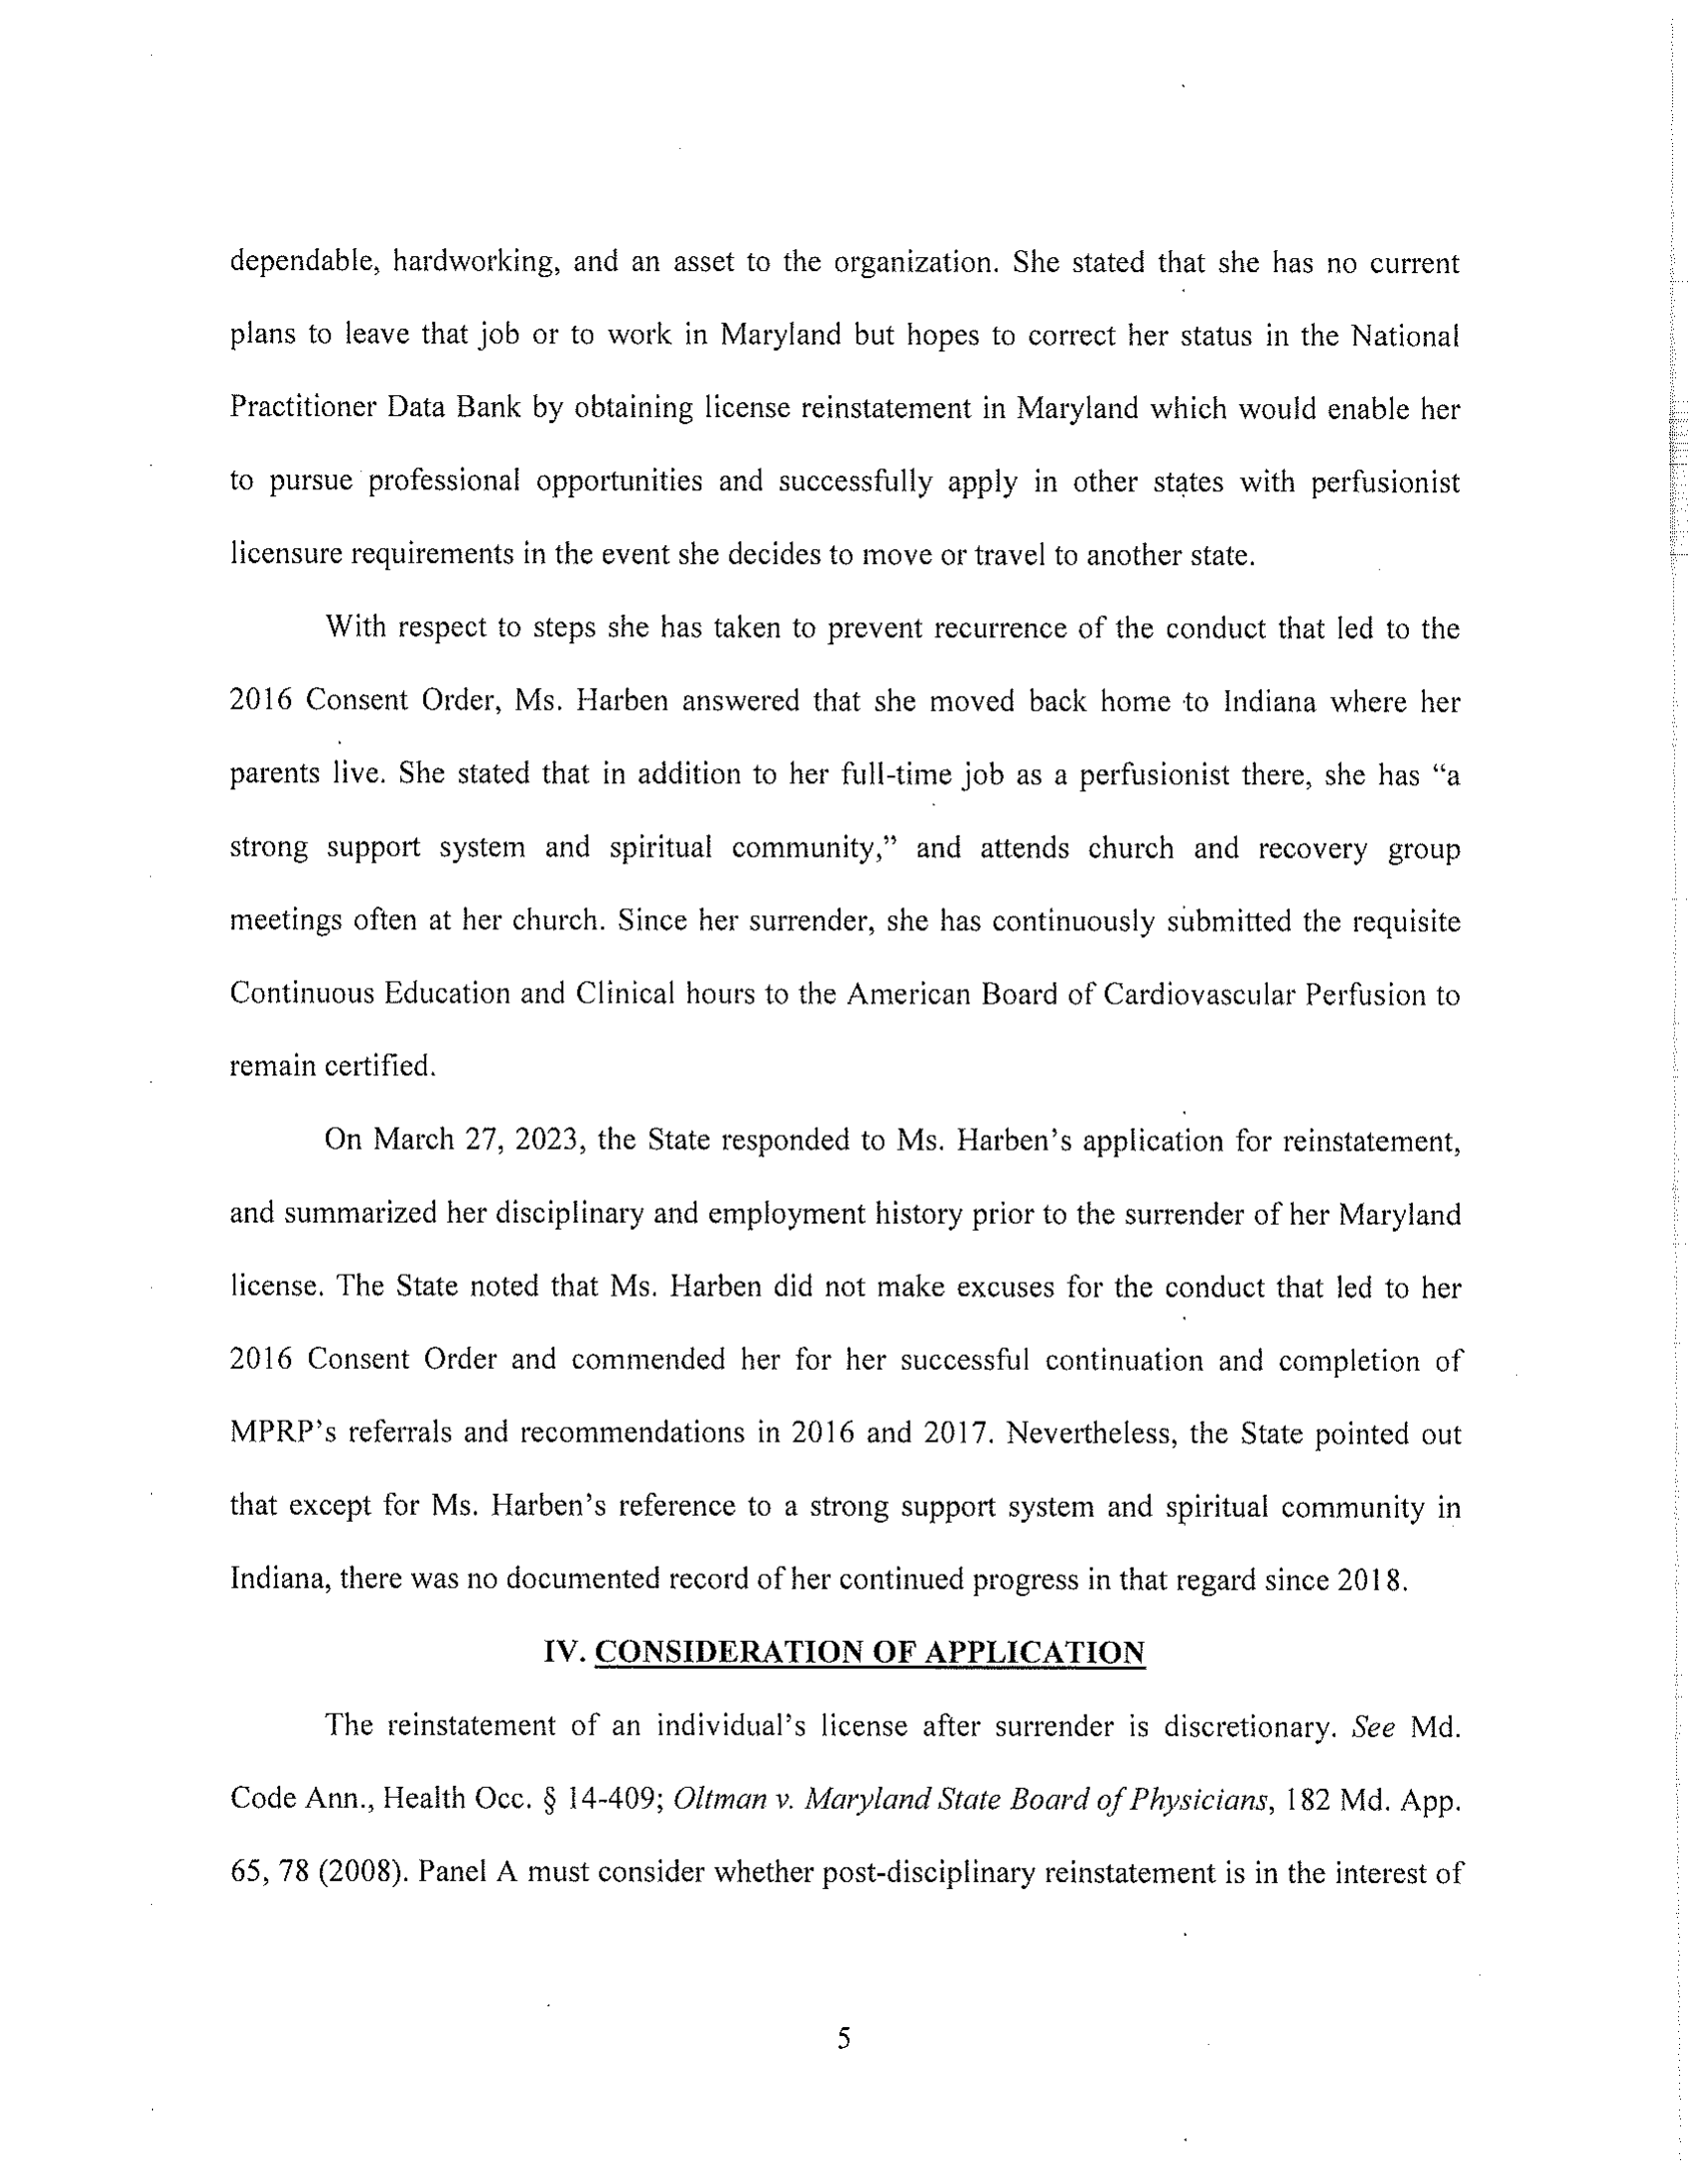 dependable, hardworking, and an asset to the organization. She stated that she has no current
plans to leave that job or to work in Maryland but hopes to correct her status in the National
Practitioner Data Bank by obtaining license reinstatement in Maryland which would enable her
to pursue professional opportunities and successfully apply in other states with perfusionist
licensure requirements in the event she decides to move or travel to another state.
With respect to steps she has taken to prevent recurrence of the conduct that led to the
2016 Consent Order, Ms. Harben answered that she moved back home to Indiana where her
parents live. She stated that in addition to her full-time job as a perfusionist there, she has “a
strong support system and spiritual community,” and attends church and recovery group
meetings often at her church. Since her surrender, she has continuously submitted the requisite
Continuous Education and Clinical hours to the American Board of Cardiovascular Perfusion to
remain certified.
On March 27, 2023, the State responded to Ms. Harben’s application for reinstatement,
and summarized her disciplinary and employment history prior to the surrender of her Maryland
license. The State noted that Ms. Harben did not make excuses for the conduct that led to her
2016 Consent Order and commended her for her successful continuation and completion of
MPRP’s referrals and recommendations in 2016 and 2017. Nevertheless, the State pointed out
that except for Ms. Harben’s reference to a strong support system and spiritual community in
Indiana, there was no documented record of her continued progress in that regard since 2018.
IV. CONSIDERATION OF APPLICATION
The reinstatement of an individual’s license after surrender is discretionary. See Md.
Code Ann., Health Occ. § 14-409; Oltman v. Maryland State Board of Physicians, 182 Md. App.
65, 78 (2008). Panel A must consider whether post-disciplinary reinstatement is in the interest of
5